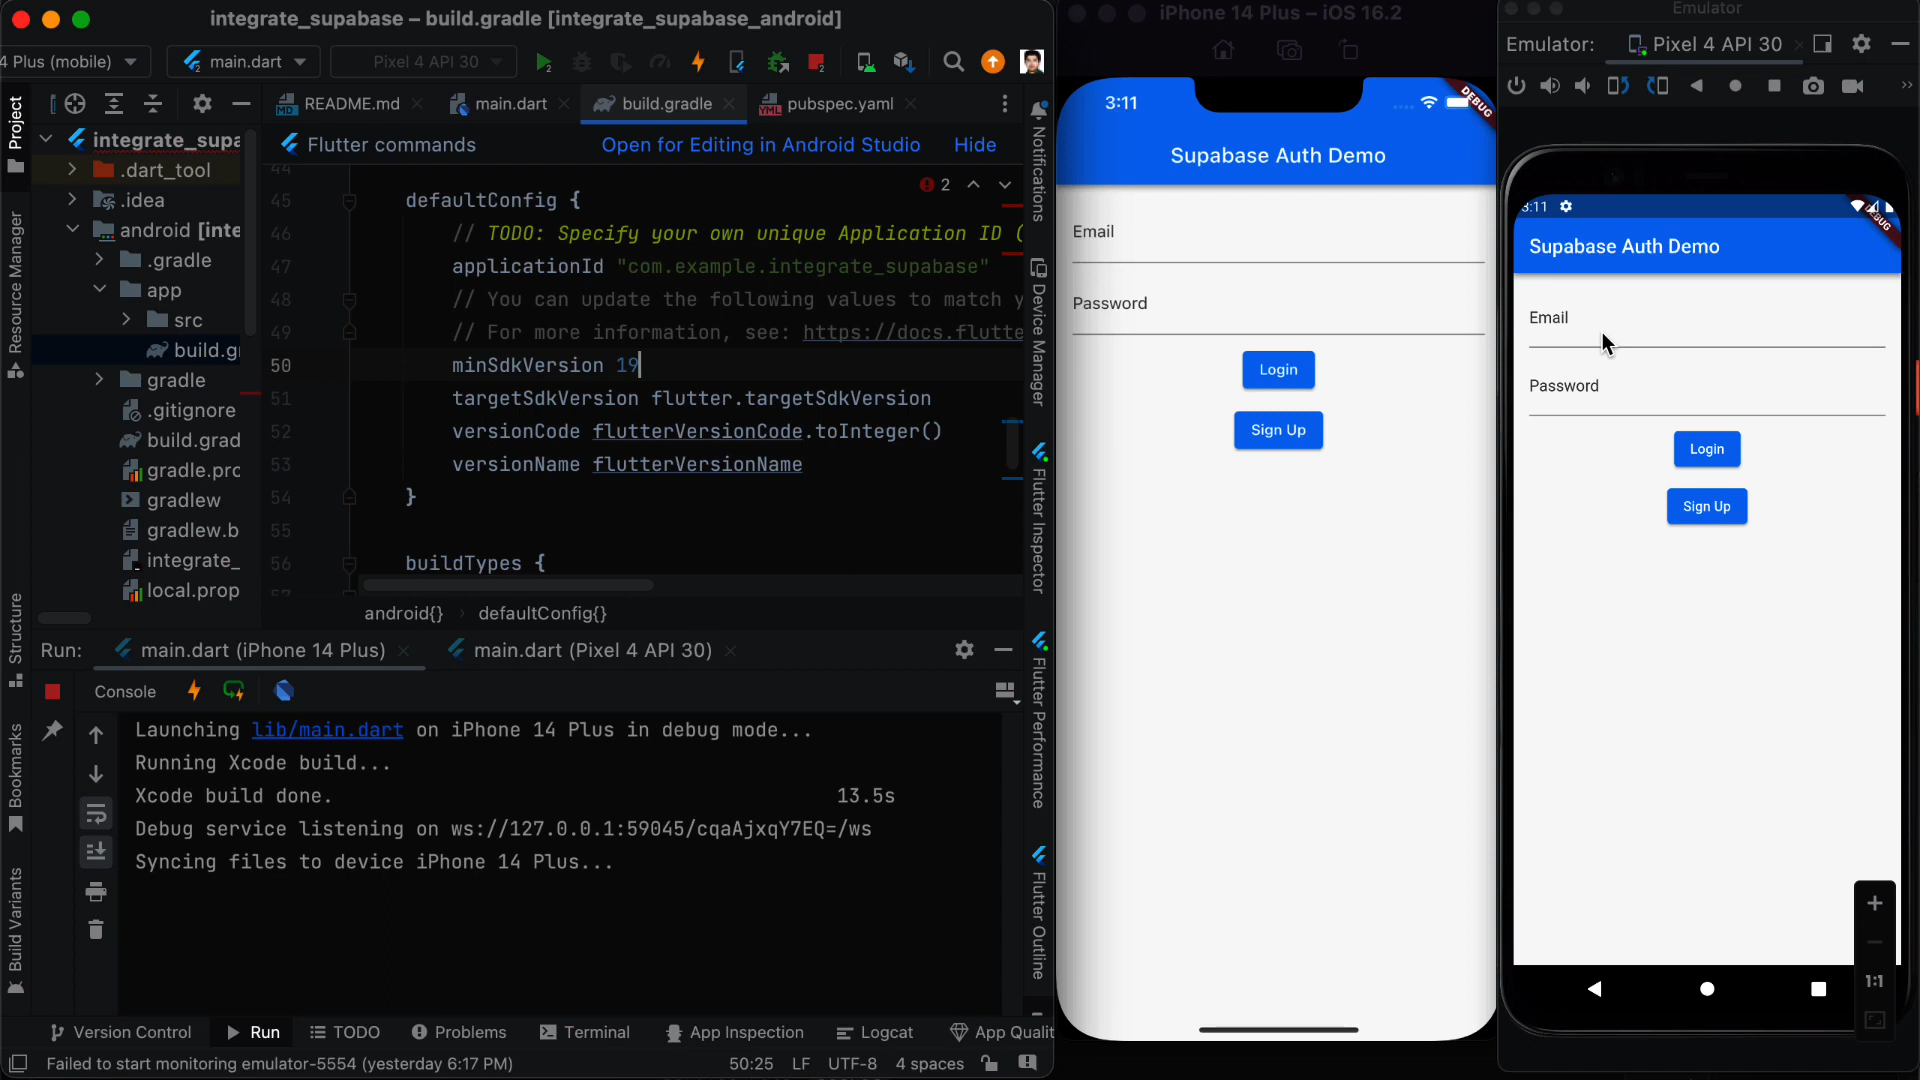 integrate_supabase – build.gradle [integrate_supabase_android]
4 Plus (mobile)
main.dart
Pixel 4 API 30
Project
integrate_supa
.dart_tool
.idea
android [inte
.gradle
app
src
build.gr
gradle
.gitignore
build.grad
gradle.pro
gradlew
gradlew.b
integrate_
local.prop
Resource Manager
Structure
Bookmarks
Build Variants
README.md
main.dart
build.gradle
pubspec.yaml
Flutter commands
Open for Editing in Android Studio
Hide
2
44
45 defaultConfig {
46 // TODO: Specify your own unique Application ID (
47 applicationId "com.example.integrate_supabase"
48 // You can update the following values to match y
49 // For more information, see: https://docs.flutte
50 minSdkVersion 19
51 targetSdkVersion flutter.targetSdkVersion
52 versionCode flutterVersionCode.toInteger()
53 versionName flutterVersionName
54 }
55
56 buildTypes {
57
android{}
defaultConfig{}
Notifications
Device Manager
Flutter Inspector
Flutter Performance
Flutter Outline
Run:
main.dart (iPhone 14 Plus)
main.dart (Pixel 4 API 30)
Console
Launching lib/main.dart on iPhone 14 Plus in debug mode...
Running Xcode build...
Xcode build done. 13.5s
Debug service listening on ws://127.0.0.1:59045/cqaAjxqY7EQ=/ws
Syncing files to device iPhone 14 Plus...
Version Control
Run
TODO
Problems
Terminal
App Inspection
Logcat
App Qualit
Failed to start monitoring emulator-5554 (yesterday 6:17 PM)
50:25
LF
UTF-8
4 spaces
iPhone 14 Plus – iOS 16.2
3:11
DEBUG
Supabase Auth Demo
Email
Password
Login
Sign Up
Emulator
Emulator:
Pixel 4 API 30
3:11
DEBUG
Supabase Auth Demo
Email
Password
Login
Sign Up
1:1